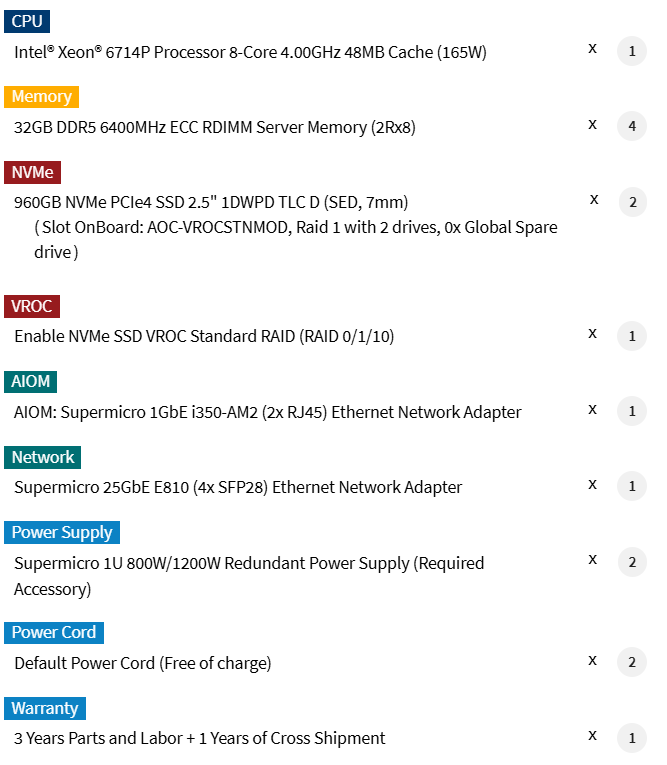 CPU
Intel® Xeon® 6714P Processor 8-Core 4.00GHz 48MB Cache (165W) x 1
Memory
32GB DDR5 6400MHz ECC RDIMM Server Memory (2Rx8) x 4
NVMe
960GB NVMe PCIe4 SSD 2.5" 1DWPD TLC D (SED, 7mm) x 2
( Slot OnBoard: AOC-VROCSTNMOD, Raid 1 with 2 drives, 0x Global Spare
drive )
VROC
Enable NVMe SSD VROC Standard RAID (RAID 0/1/10) x 1
AIOM
AIOM: Supermicro 1GbE i350-AM2 (2x RJ45) Ethernet Network Adapter x 1
Network
Supermicro 25GbE E810 (4x SFP28) Ethernet Network Adapter x 1
Power Supply
Supermicro 1U 800W/1200W Redundant Power Supply (Required x 2
Accessory)
Power Cord
Default Power Cord (Free of charge) x 2
Warranty
3 Years Parts and Labor + 1 Years of Cross Shipment x 1